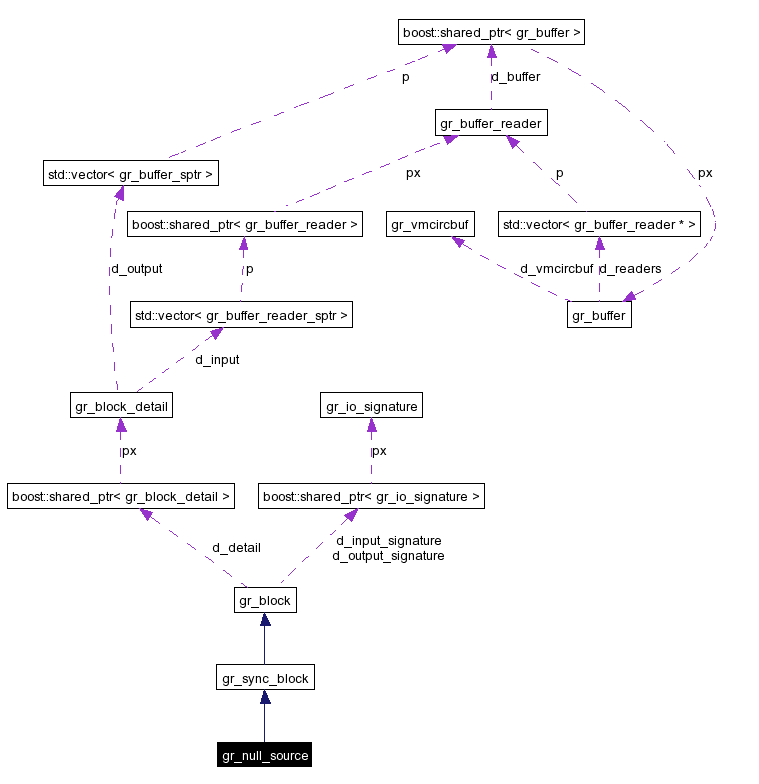 boost::shared_ptr< gr_buffer >
p
d_buffer
gr_buffer_reader
std::vector< gr_buffer_sptr >
px
p
px
boost::shared_ptr< gr_buffer_reader >
gr_vmcircbuf
std::vector< gr_buffer_reader * >
d_output
p
d_vmcircbuf
d_readers
std::vector< gr_buffer_reader_sptr >
gr_buffer
d_input
gr_block_detail
gr_io_signature
px
px
boost::shared_ptr< gr_block_detail >
boost::shared_ptr< gr_io_signature >
d_detail
d_input_signature
d_output_signature
gr_block
gr_sync_block
gr_null_source